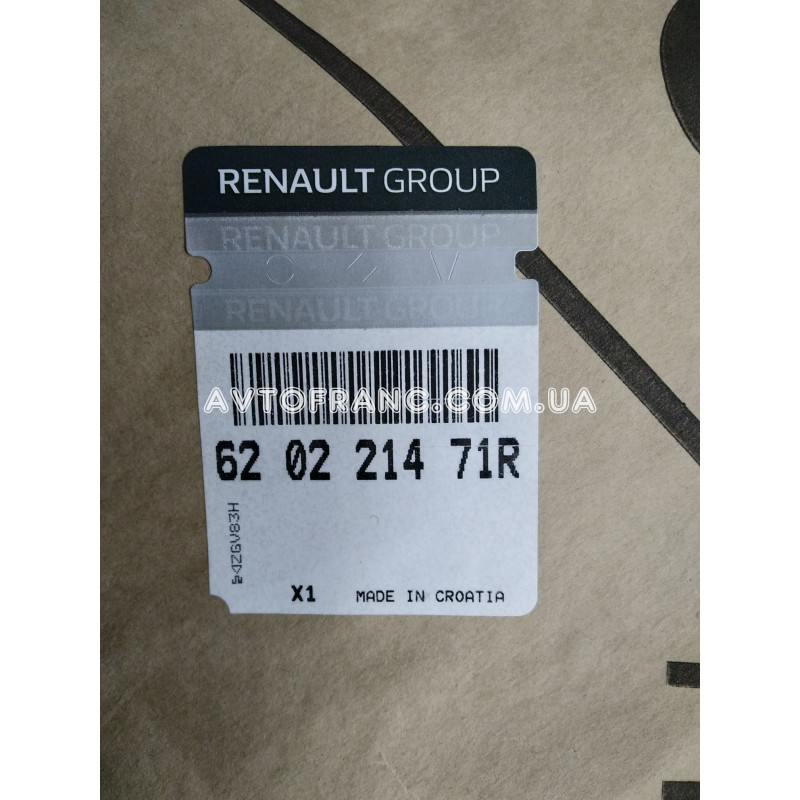 RENAULT GROUP
RENAULT GROUP
RENAULT GROUP
AVTOFRANC.COM.UA
62 02 214 71R
X1 MADE IN CROATIA